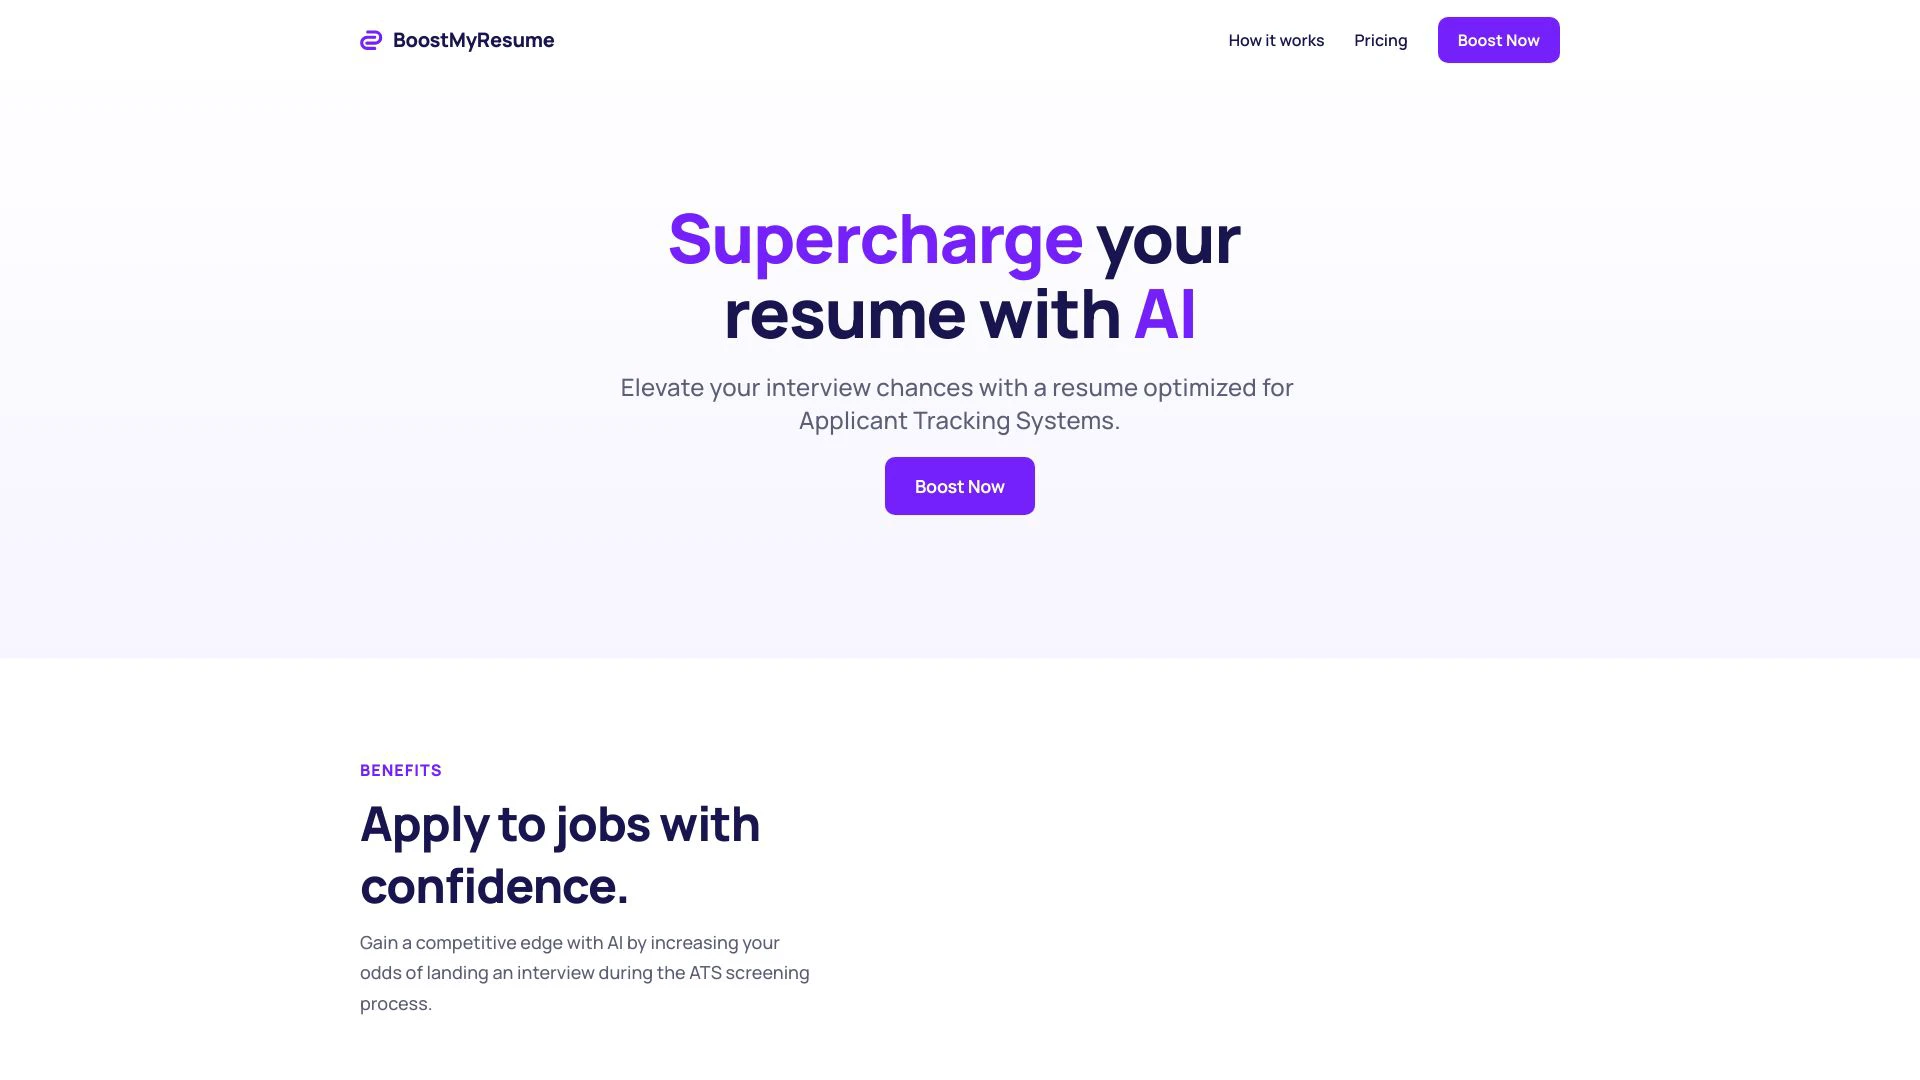 BoostMyResume
How it works
Pricing
Boost Now
Supercharge your
resume with AI
Elevate your interview chances with a resume optimized for
Applicant Tracking Systems.
Boost Now
BENEFITS
Apply to jobs with
confidence.
Gain a competitive edge with AI by increasing your
odds of landing an interview during the ATS screening
process.